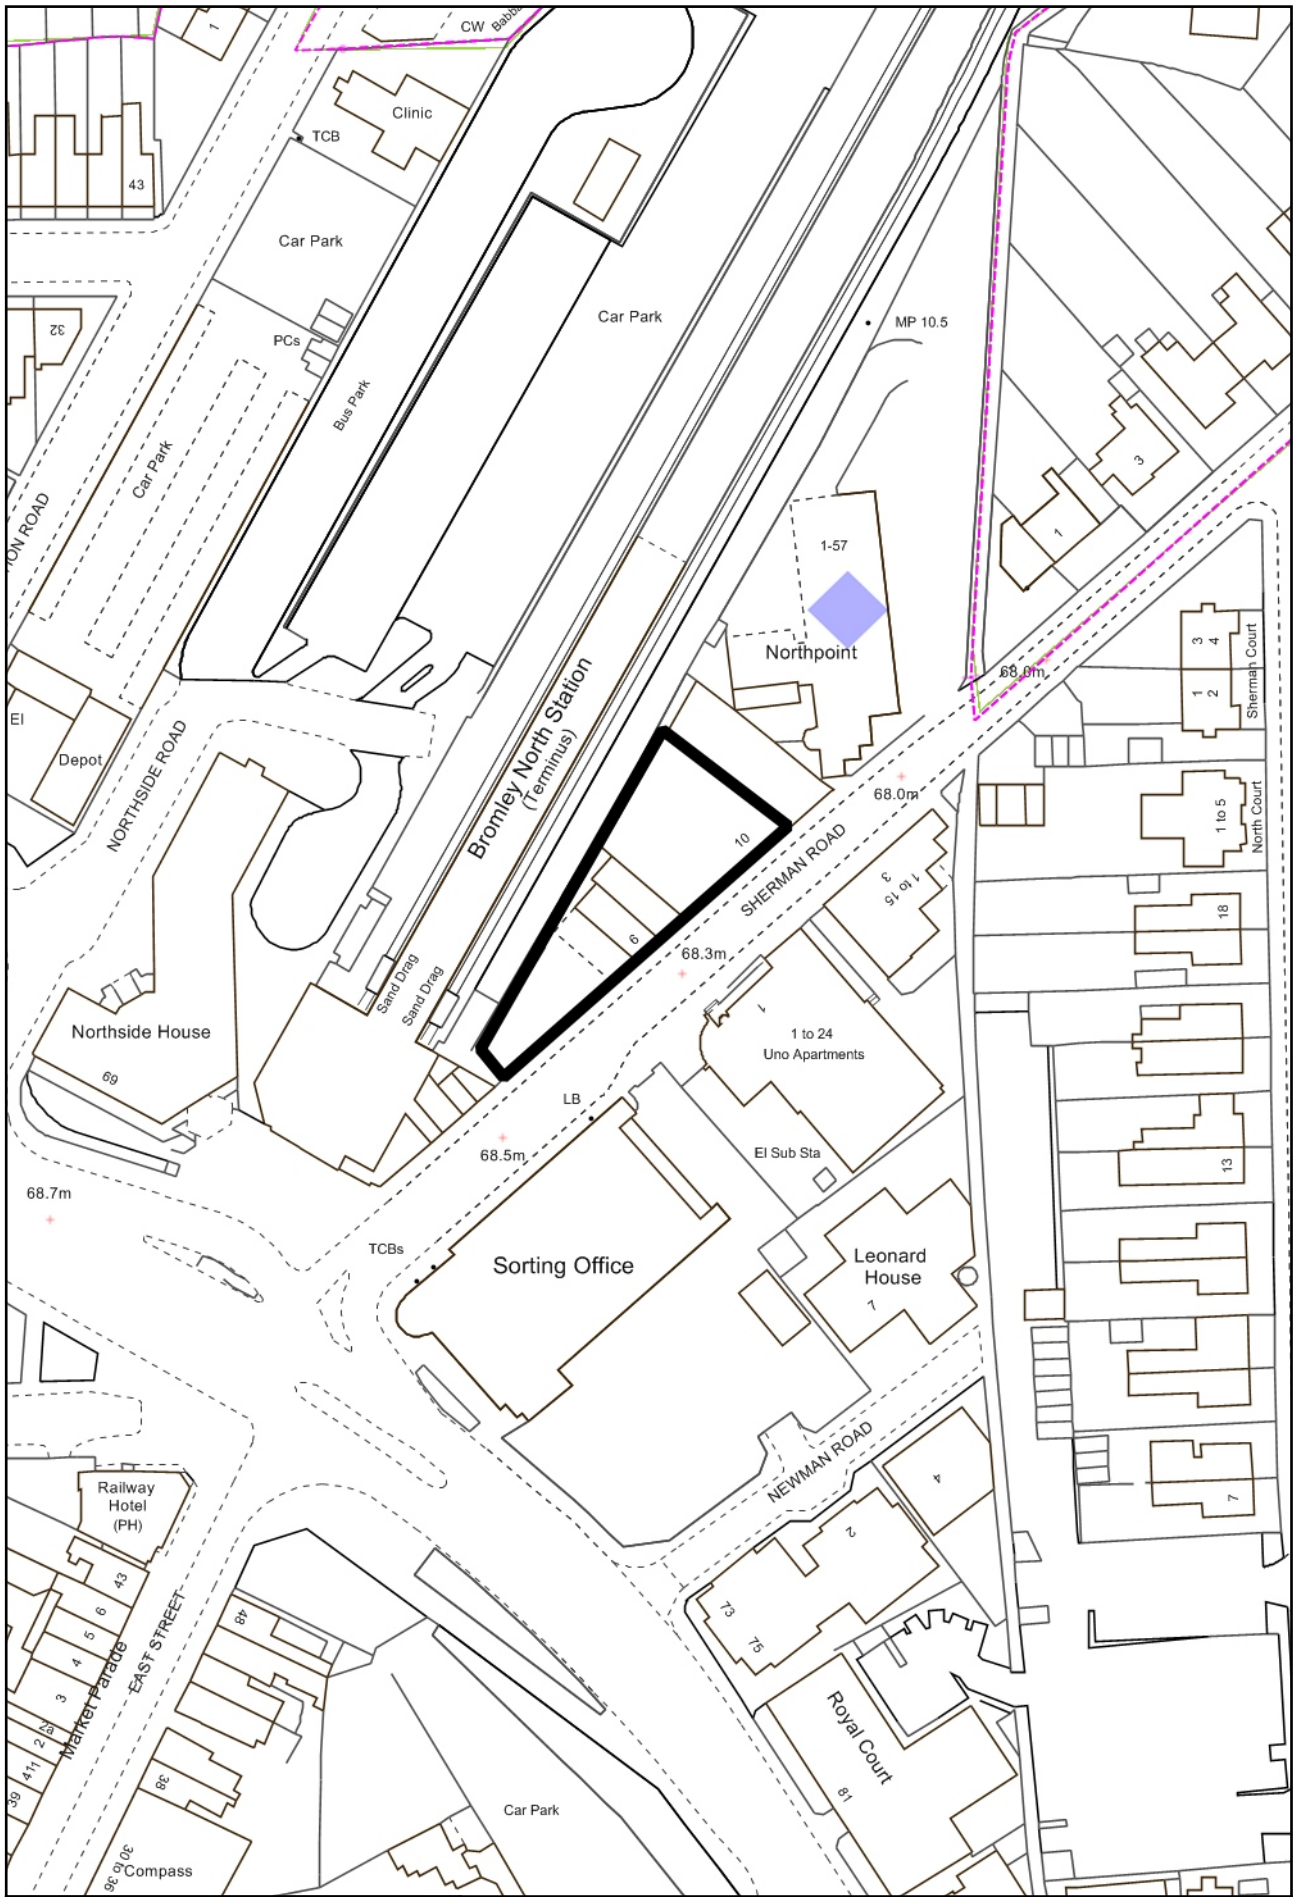 1
CW
Clinic
TCB
43
Car Park
32
PCs
Car Park
MP 10.5
Bus Park
Car Park
3
1
1-57
Northpoint
68.0m
3
4
1
2
Sherman Court
El
Depot
NORTHSIDE ROAD
Bromley North Station
(Terminus)
10
SHERMAN ROAD
68.0m
1 to 5
North Court
1 to 15
3
18
6
68.3m
Sand Drag
Sand Drag
Northside House
69
1
1 to 24
Uno Apartments
LB
68.5m
El Sub Sta
13
68.7m
TCBs
Sorting Office
Leonard
House
7
NEWMAN ROAD
4
7
Railway
Hotel
(PH)
2
43
6
5
4
3
2a
2
411
39
Market Parade
EAST STREET
48
38
73
75
Royal Court
81
Car Park
30 to 36
Compass